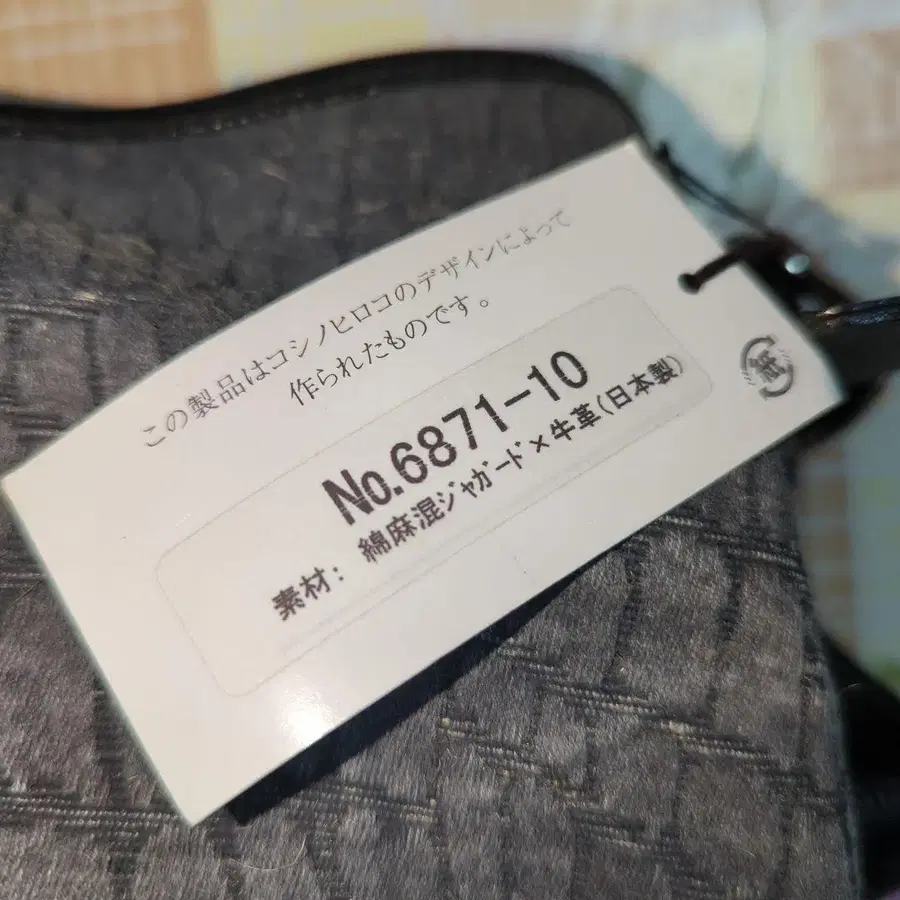 この製品はコシノヒロコのデザインによって
作られたものです。
No.6871-10
素材： 綿麻混ジャガード×牛革(日本製)
紙